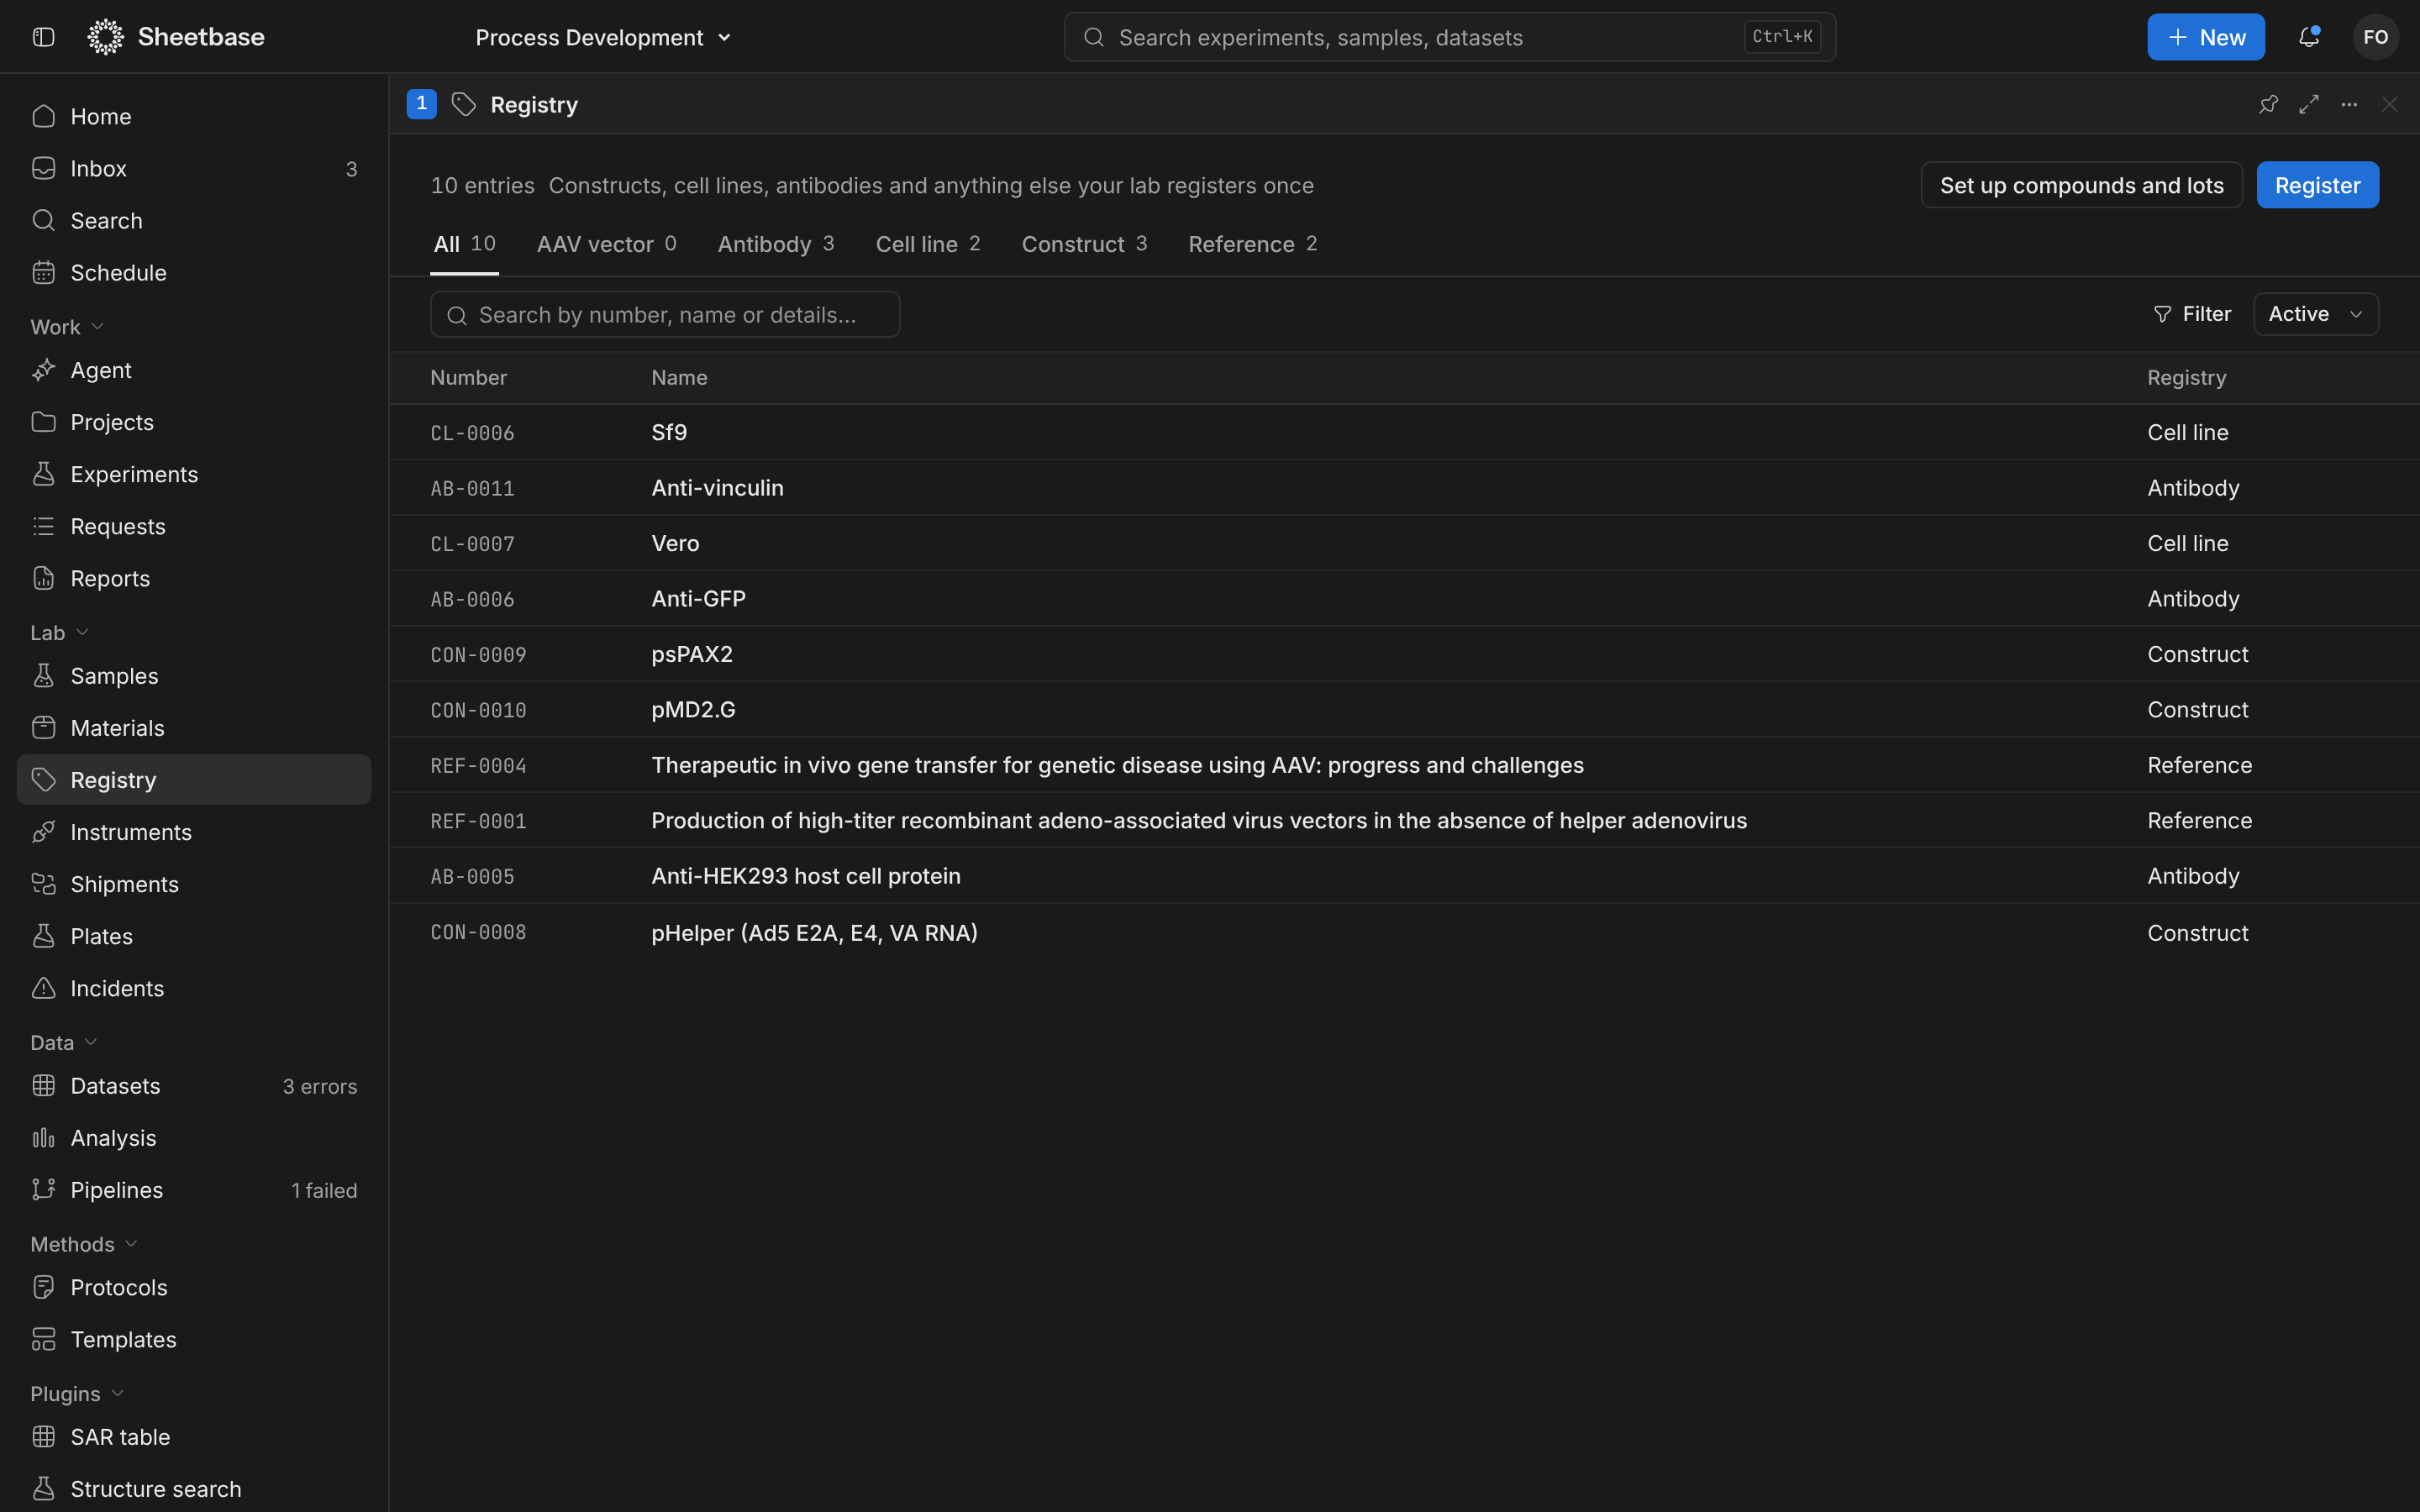 Sheetbase
Process Development
Search experiments, samples, datasets
Ctrl+K
+ New
FO
Home
Inbox 3
Search
Schedule
Work
Agent
Projects
Experiments
Requests
Reports
Lab
Samples
Materials
Registry
Instruments
Shipments
Plates
Incidents
Data
Datasets 3 errors
Analysis
Pipelines 1 failed
Methods
Protocols
Templates
Plugins
SAR table
Structure search
1 Registry
10 entries Constructs, cell lines, antibodies and anything else your lab registers once
Set up compounds and lots
Register
All 10 AAV vector 0 Antibody 3 Cell line 2 Construct 3 Reference 2
Search by number, name or details...
Filter
Active
Number Name Registry
CL-0006 Sf9 Cell line
AB-0011 Anti-vinculin Antibody
CL-0007 Vero Cell line
AB-0006 Anti-GFP Antibody
CON-0009 psPAX2 Construct
CON-0010 pMD2.G Construct
REF-0004 Therapeutic in vivo gene transfer for genetic disease using AAV: progress and challenges Reference
REF-0001 Production of high-titer recombinant adeno-associated virus vectors in the absence of helper adenovirus Reference
AB-0005 Anti-HEK293 host cell protein Antibody
CON-0008 pHelper (Ad5 E2A, E4, VA RNA) Construct